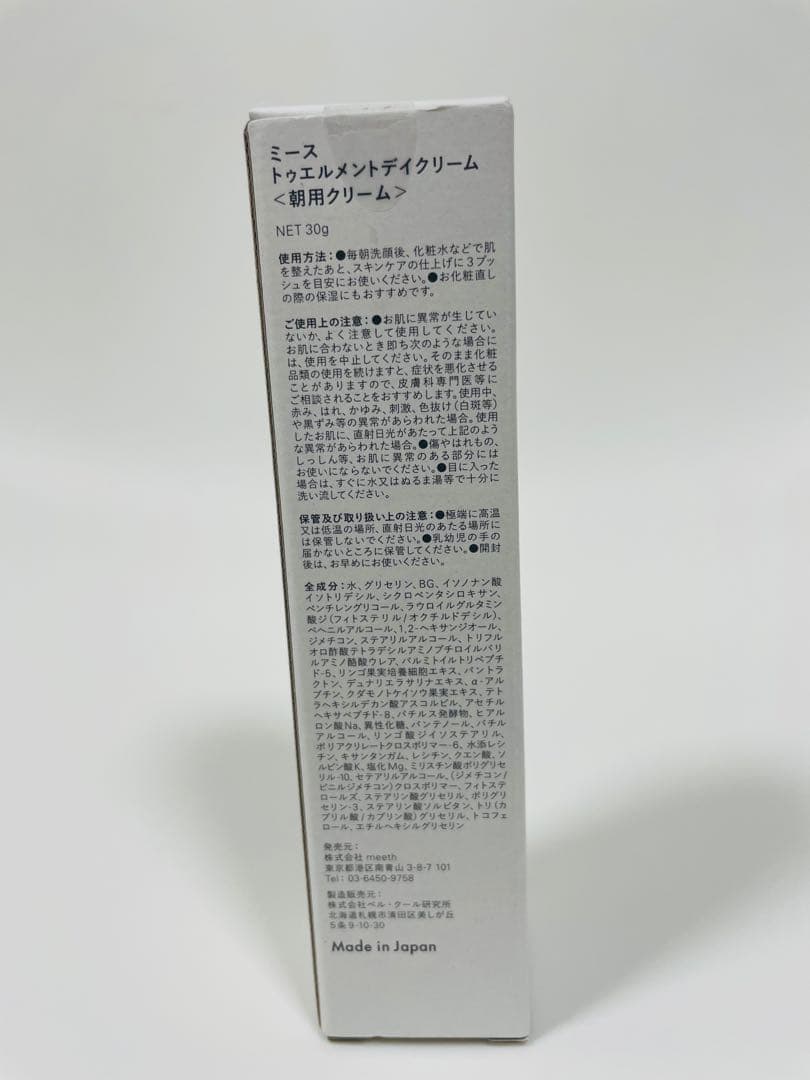 ミース
トゥエルメントデイクリーム
＜朝用クリーム＞
NET 30g
使用方法：●毎朝洗顔後、化粧水などで肌
を整えたあと、スキンケアの仕上げに3プッ
シュを目安にお使いください。●お化粧直し
の際の保湿にもおすすめです。
ご使用上の注意：●お肌に異常が生じてい
ないか、よく注意して使用してください。
お肌に合わないとき即ち次のような場合に
は、使用を中止してください。そのまま化粧
品類の使用を続けますと、症状を悪化させる
ことがありますので、皮膚科専門医等に
ご相談されることをおすすめします。使用中、
赤み、はれ、かゆみ、刺激、色抜け（白斑等）
や黒ずみ等の異常があらわれた場合。使用
したお肌に、直射日光があたって上記のよう
な異常があらわれた場合。●傷やはれもの、
しっしん等、お肌に異常のある部分には
お使いにならないでください。●目に入った
場合は、すぐに水又はぬるま湯等で十分に
洗い流してください。
保管及び取り扱い上の注意：●極端に高温
又は低温の場所、直射日光のあたる場所に
は保管しないでください。●乳幼児の手の
届かないところに保管してください。●開封
後は、お早めにお使いください。
全成分：水、グリセリン、BG、イソノナン酸
イソトリデシル、シクロペンタシロキサン、
ペンチレングリコール、ラウロイルグルタミン
酸ジ（フィトステリル/オクチルドデシル）、
ベヘニルアルコール、1,2-ヘキサンジオール、
ジメチコン、ステアリルアルコール、トリフル
オロ酢酸テトラデシルアミノブチロイルバリ
ルアミノ酪酸ウレア、パルミトイルトリペプチ
ド-5、リンゴ果実培養細胞エキス、パントラ
クトン、デュナリエラサリナエキス、α-アル
ブチン、クダモノトケイソウ果実エキス、テト
ラヘキシルデカン酸アスコルビル、アセチル
ヘキサペプチド-8、バチルス発酵物、ヒアル
ロン酸Na、異性化糖、パンテノール、バチル
アルコール、リンゴ酸ジイソステアリル、
ポリアクリレートクロスポリマー-6、水添レシ
チン、キサンタンガム、レシチン、クエン酸、ソ
ルビン酸K、塩化Mg、ミリスチン酸ポリグリセ
リル-10、セテアリルアルコール、（ジメチコン/
ビニルジメチコン）クロスポリマー、フィトステ
ロールズ、ステアリン酸グリセリル、ポリグリ
セリン-3、ステアリン酸ソルビタン、トリ（カ
プリル酸/カプリン酸）グリセリル、トコフェ
ロール、エチルヘキシルグリセリン
発売元：
株式会社 meeth
東京都港区南青山 3-8-7 101
Tel：03-6450-9758
製造販売元：
株式会社ベル・クール研究所
北海道札幌市清田区美しが丘
5条 9-10-30
Made in Japan